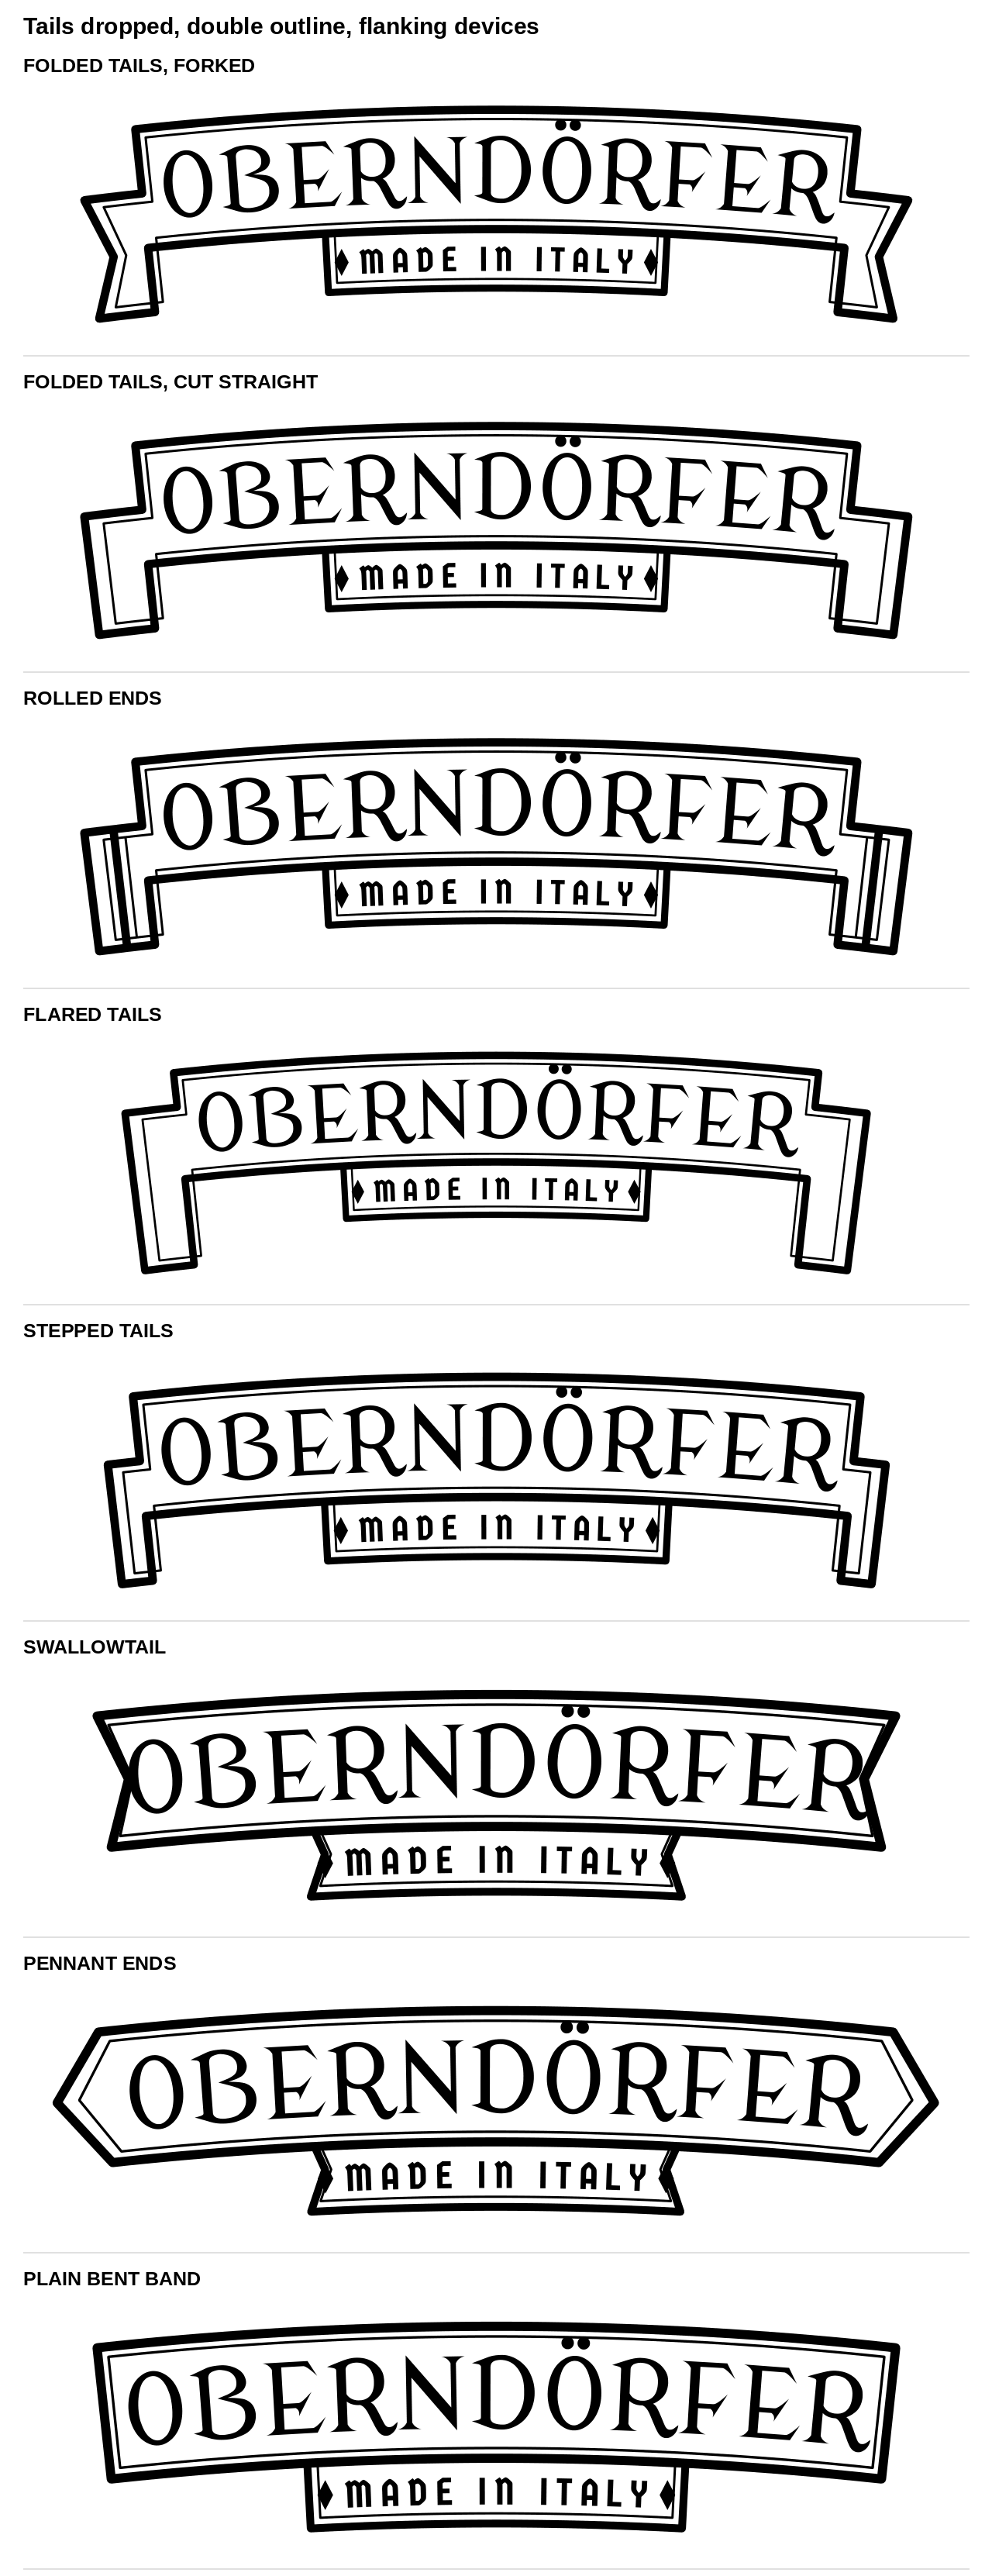 Tails dropped, double outline, flanking devices
FOLDED TAILS, FORKED
OBERNDÖRFER
MADE IN ITALY
FOLDED TAILS, CUT STRAIGHT
OBERNDÖRFER
MADE IN ITALY
ROLLED ENDS
OBERNDÖRFER
MADE IN ITALY
FLARED TAILS
OBERNDÖRFER
MADE IN ITALY
STEPPED TAILS
OBERNDÖRFER
MADE IN ITALY
SWALLOWTAIL
OBERNDÖRFER
MADE IN ITALY
PENNANT ENDS
OBERNDÖRFER
MADE IN ITALY
PLAIN BENT BAND
OBERNDÖRFER
MADE IN ITALY